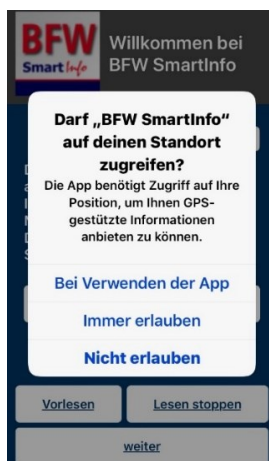 BFW
Smart Info
Willkommen bei
BFW SmartInfo
Darf „BFW SmartInfo“
auf deinen Standort
zugreifen?
Die App benötigt Zugriff auf Ihre
Position, um Ihnen GPS-
gestützte Informationen
anbieten zu können.
Bei Verwenden der App
Immer erlauben
Nicht erlauben
Vorlesen
Lesen stoppen
weiter